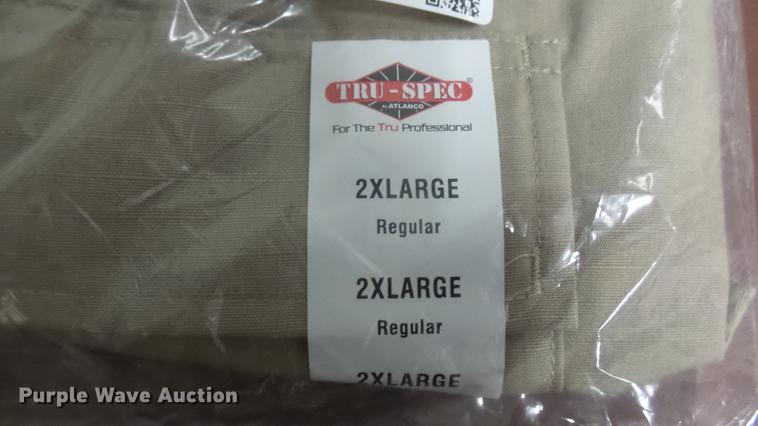 TRU-SPEC®
BY ATLANCO
For The Tru Professional
2XLARGE
Regular
2XLARGE
Regular
2XLARGE
Purple Wave Auction